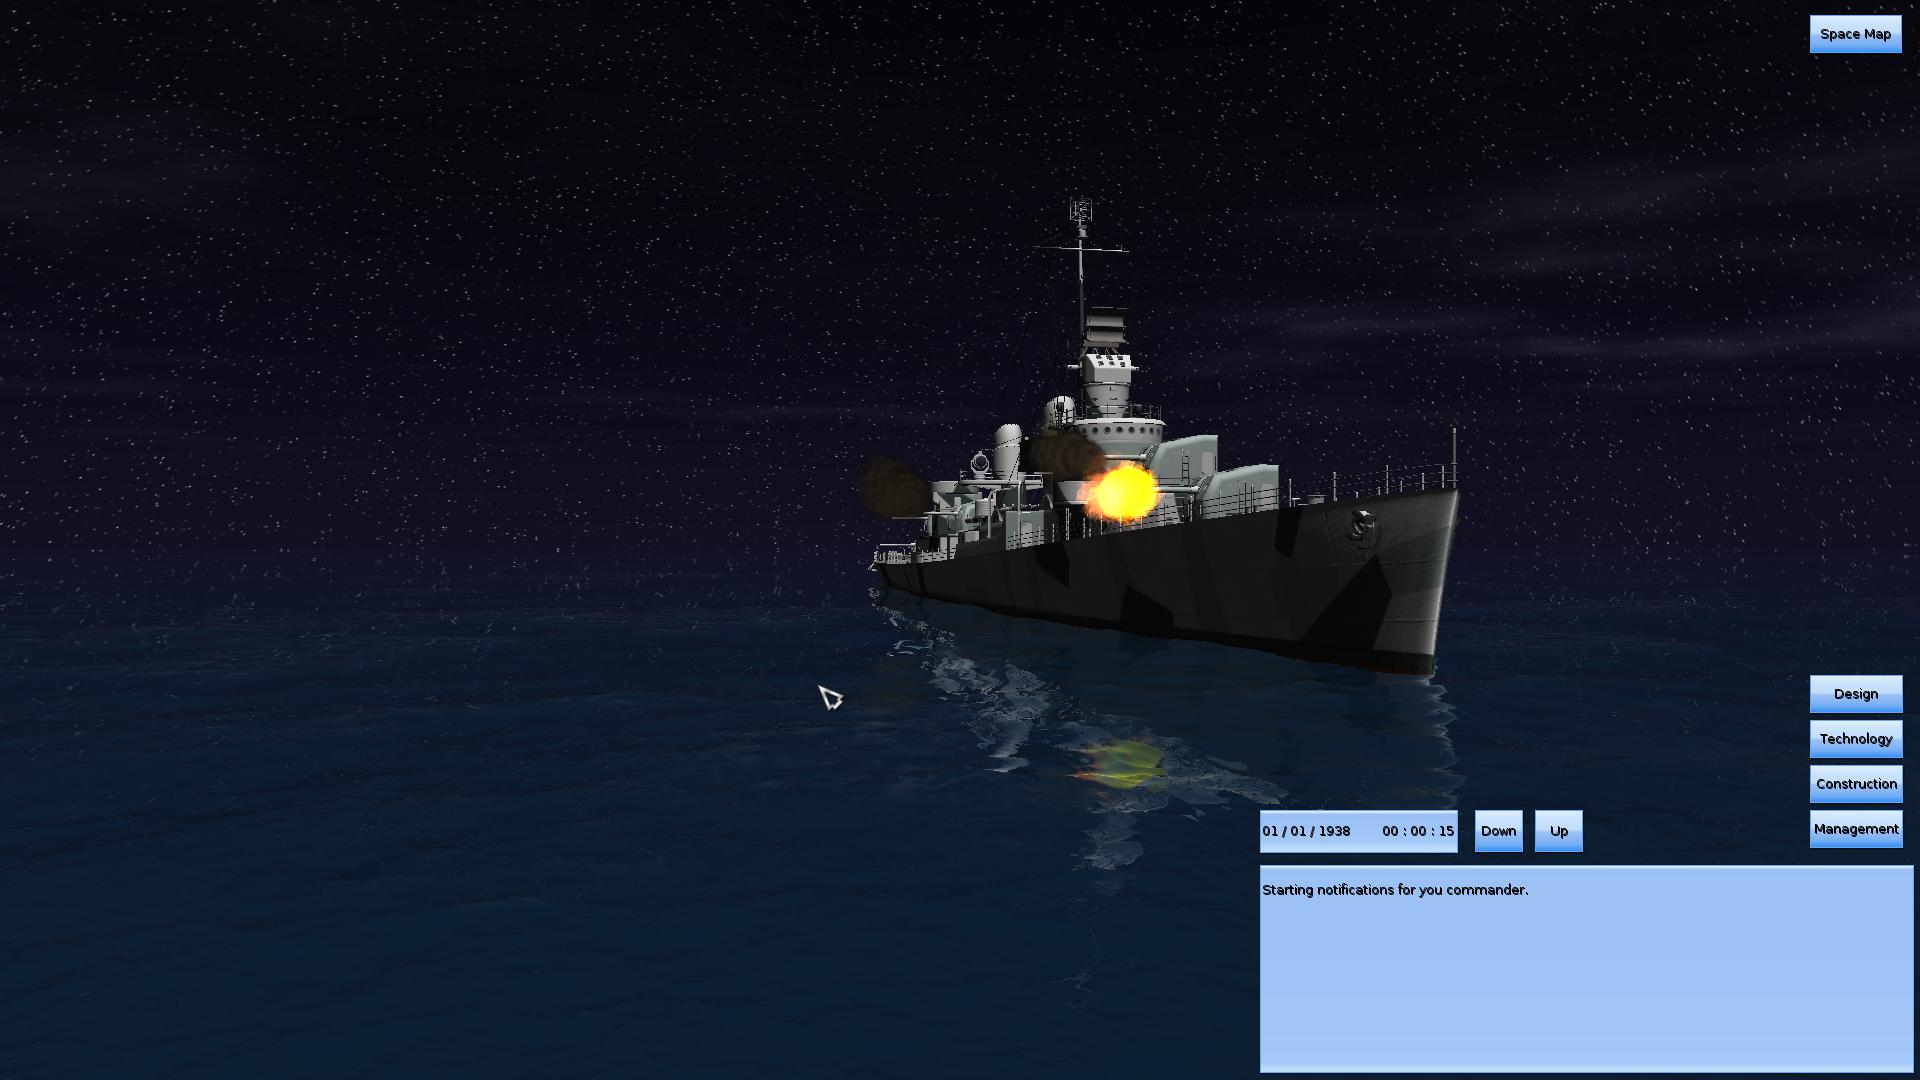 Space Map
Design
Technology
Construction
Management
01 / 01 / 1938 00 : 00 : 15 Down Up
Starting notifications for you commander.